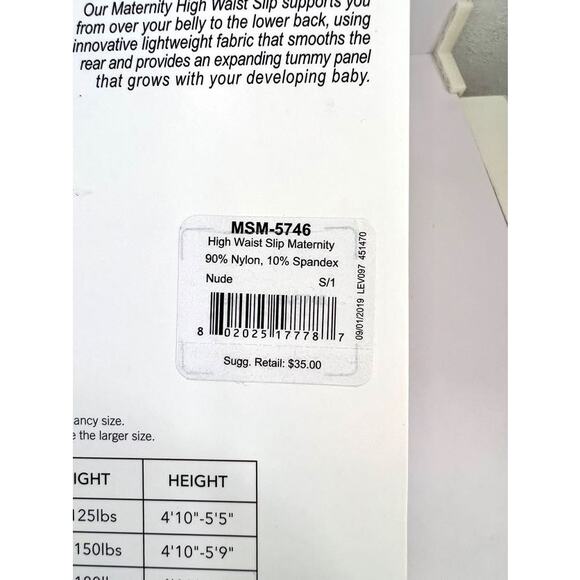 Our Maternity High Waist Slip supports you
from over your belly to the lower back, using
innovative lightweight fabric that smooths the
rear and provides an expanding tummy panel
that grows with your developing baby.
MSM-5746
High Waist Slip Maternity
90% Nylon, 10% Spandex
Nude S/1
8 02025 17778 7
Sugg. Retail: $35.00
09/01/2019 LEV097 451470
ancy size.
e the larger size.
IGHT HEIGHT
125lbs 4'10"-5'5"
150lbs 4'10"-5'9"